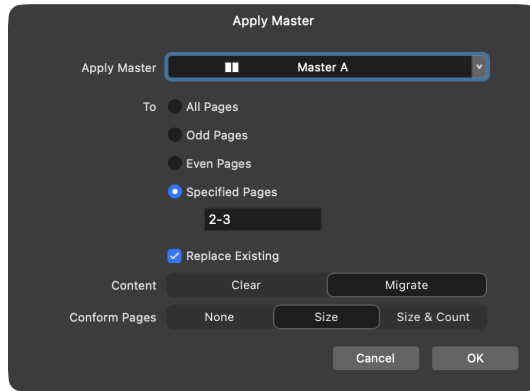 Apply Master
Apply Master Master A
To All Pages
Odd Pages
Even Pages
Specified Pages
2-3
Replace Existing
Content Clear Migrate
Conform Pages None Size Size & Count
Cancel OK